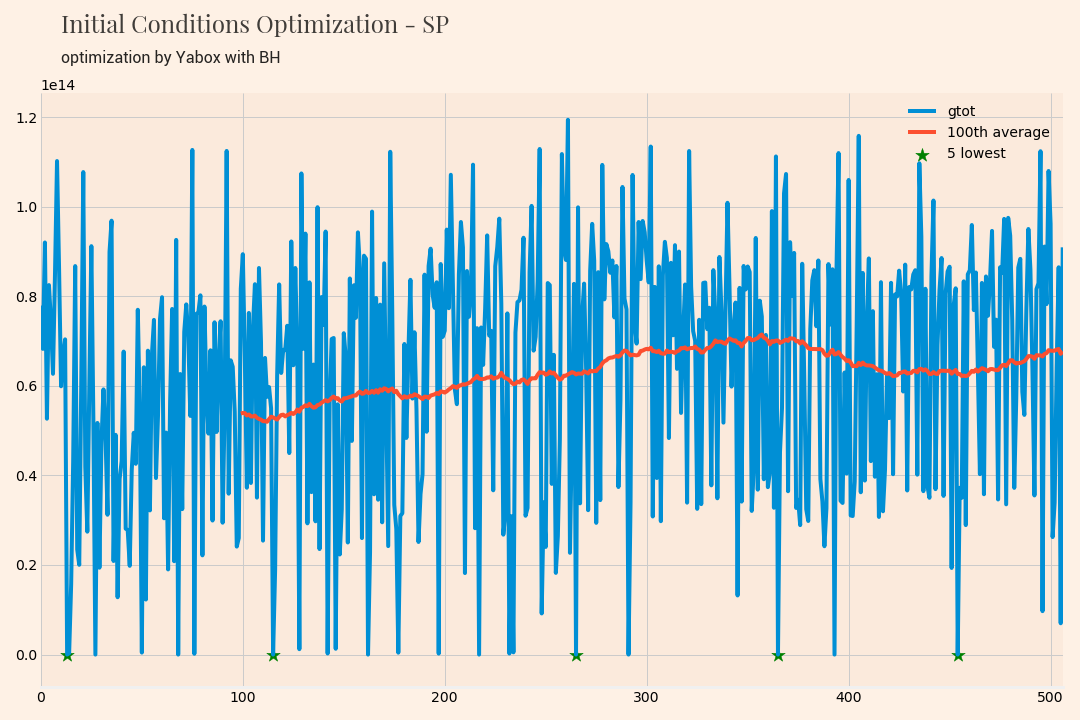 Initial Conditions Optimization - SP
optimization by Yabox with BH
1e14
gtot
100th average
5 lowest
1.2
1.0
0.8
0.6
0.4
0.2
0.0
0 100 200 300 400 500